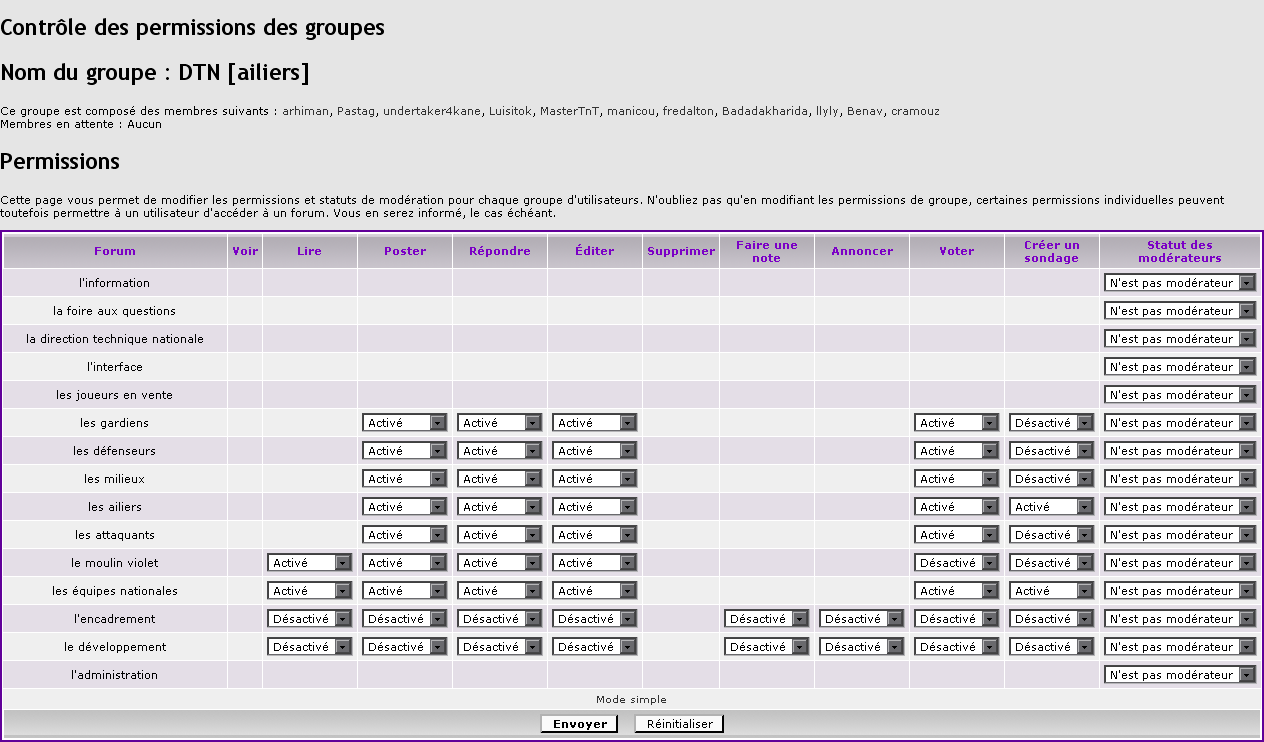 Contrôle des permissions des groupes
Nom du groupe : DTN [ailiers]
Ce groupe est composé des membres suivants : arhiman, Pastag, undertaker4kane, Luisitok, MasterTnT, manicou, fredalton, Badadakharida, llyly, Benav, cramouz
Membres en attente : Aucun
Permissions
Cette page vous permet de modifier les permissions et statuts de modération pour chaque groupe d'utilisateurs. N'oubliez pas qu'en modifiant les permissions de groupe, certaines permissions individuelles peuvent
toutefois permettre à un utilisateur d'accéder à un forum. Vous en serez informé, le cas échéant.
Forum Voir Lire Poster Répondre Éditer Supprimer Faire une note Annoncer Voter Créer un sondage Statut des modérateurs
l'information N'est pas modérateur
la foire aux questions N'est pas modérateur
la direction technique nationale N'est pas modérateur
l'interface N'est pas modérateur
les joueurs en vente N'est pas modérateur
les gardiens Activé Activé Activé Activé Désactivé N'est pas modérateur
les défenseurs Activé Activé Activé Activé Désactivé N'est pas modérateur
les milieux Activé Activé Activé Activé Désactivé N'est pas modérateur
les ailiers Activé Activé Activé Activé Activé N'est pas modérateur
les attaquants Activé Activé Activé Activé Désactivé N'est pas modérateur
le moulin violet Activé Activé Activé Activé Désactivé Désactivé N'est pas modérateur
les équipes nationales Activé Activé Activé Activé Activé Activé N'est pas modérateur
l'encadrement Désactivé Désactivé Désactivé Désactivé Désactivé Désactivé Désactivé Désactivé N'est pas modérateur
le développement Désactivé Désactivé Désactivé Désactivé Désactivé Désactivé Désactivé Désactivé N'est pas modérateur
l'administration N'est pas modérateur
Mode simple
Envoyer Réinitialiser